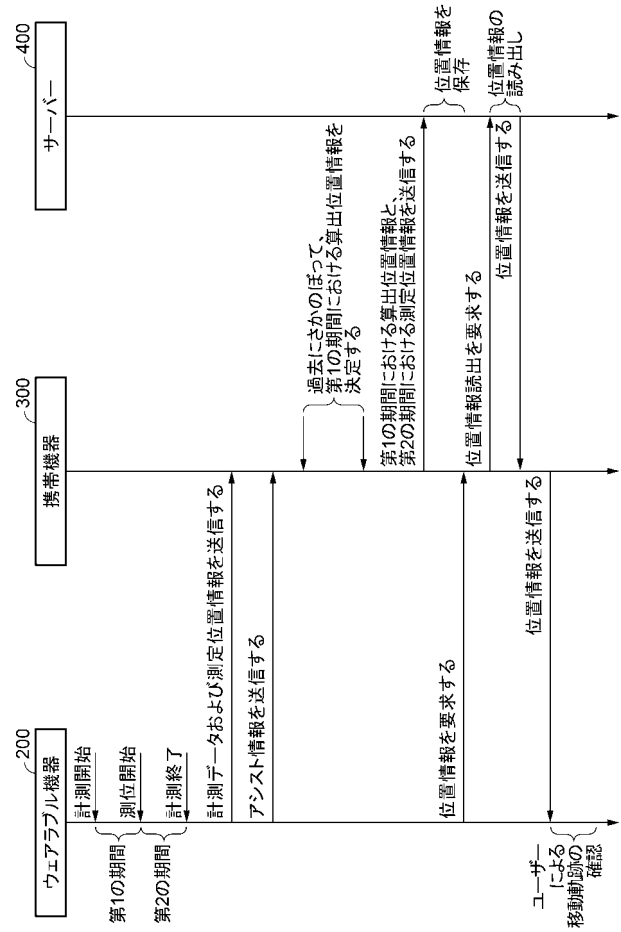 ウェアラブル機器
200
携帯機器
300
サーバー
400
計測開始
第1の期間
測位開始
第2の期間
計測終了
計測データおよび測定位置情報を送信する
アシスト情報を送信する
過去にさかのぼって、
第1の期間における算出位置情報を
決定する
第1の期間における算出位置情報と、
第2の期間における測定位置情報を送信する
位置情報を
保存
位置情報を要求する
位置情報読出を要求する
位置情報の
読み出し
位置情報を送信する
位置情報を送信する
ユーザー
による
移動軌跡の
確認